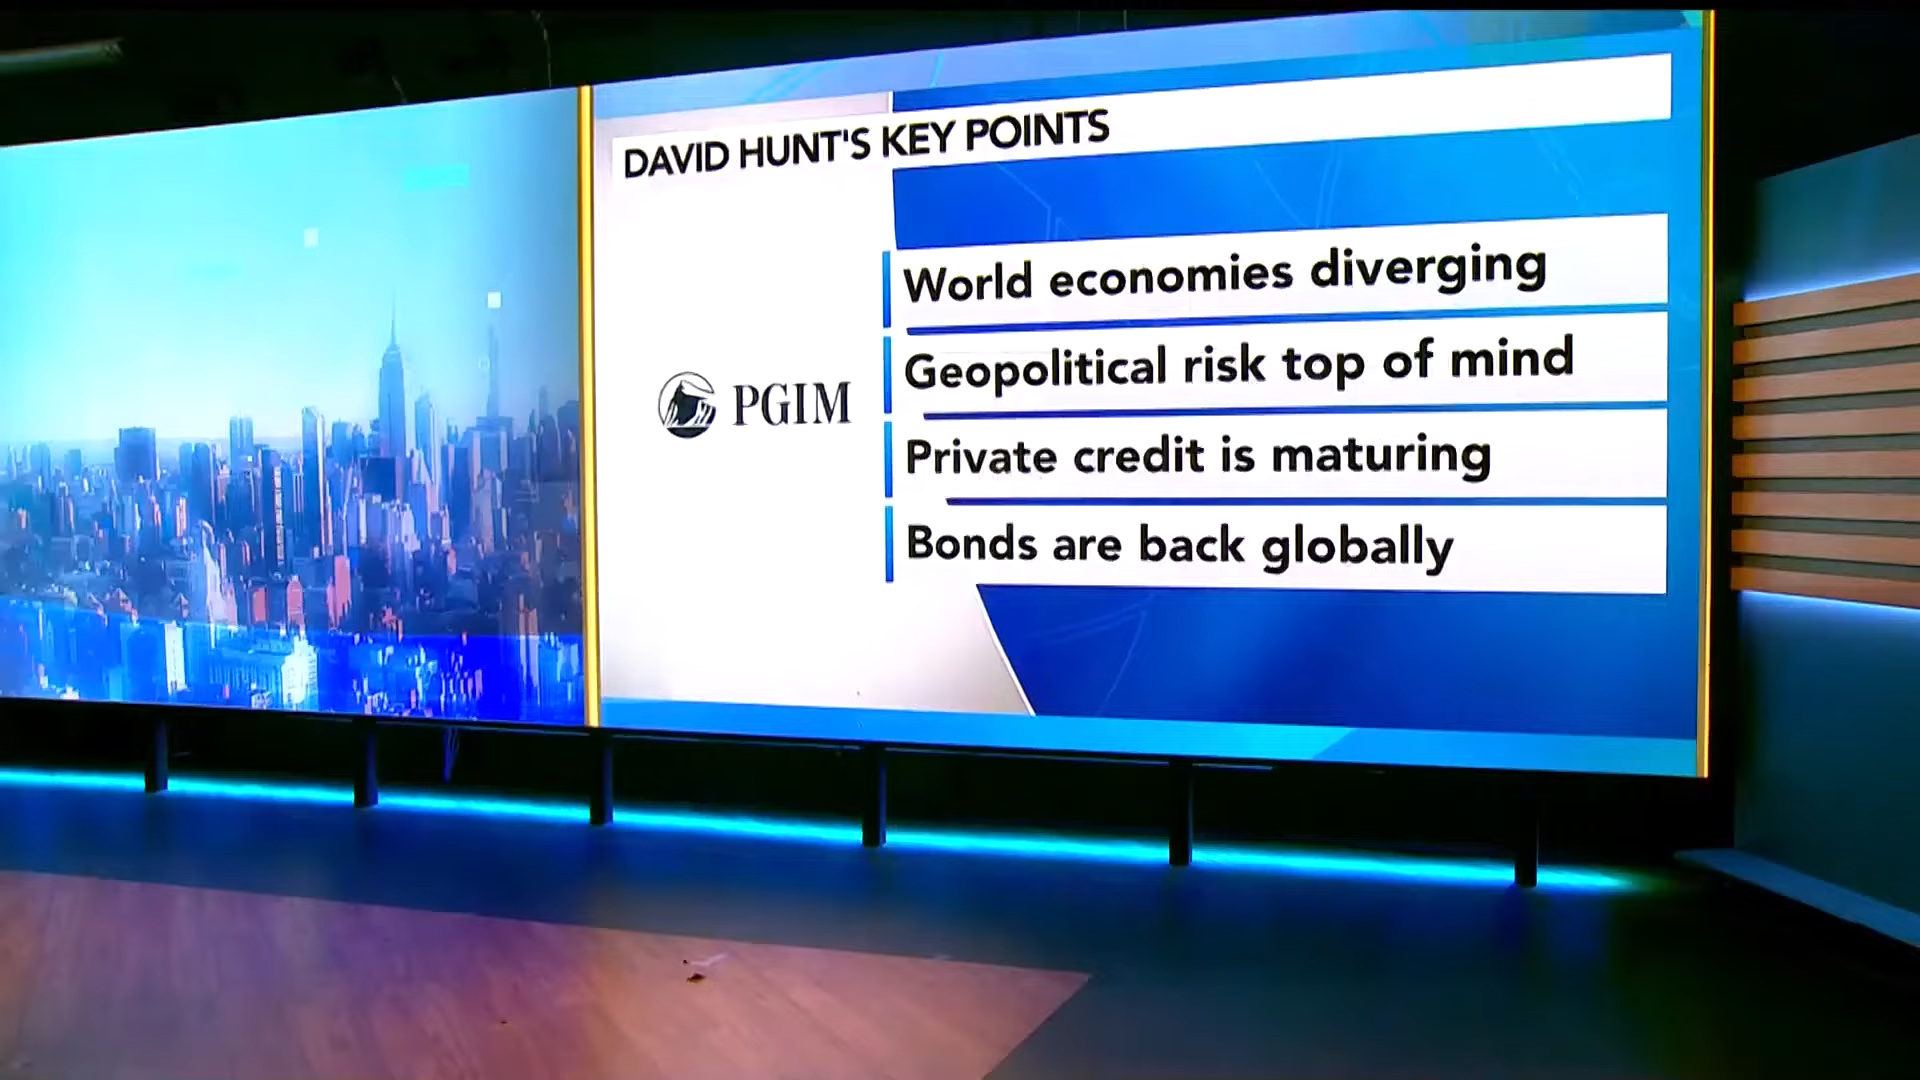 DAVID HUNT'S KEY POINTS
PGIM
World economies diverging
Geopolitical risk top of mind
Private credit is maturing
Bonds are back globally